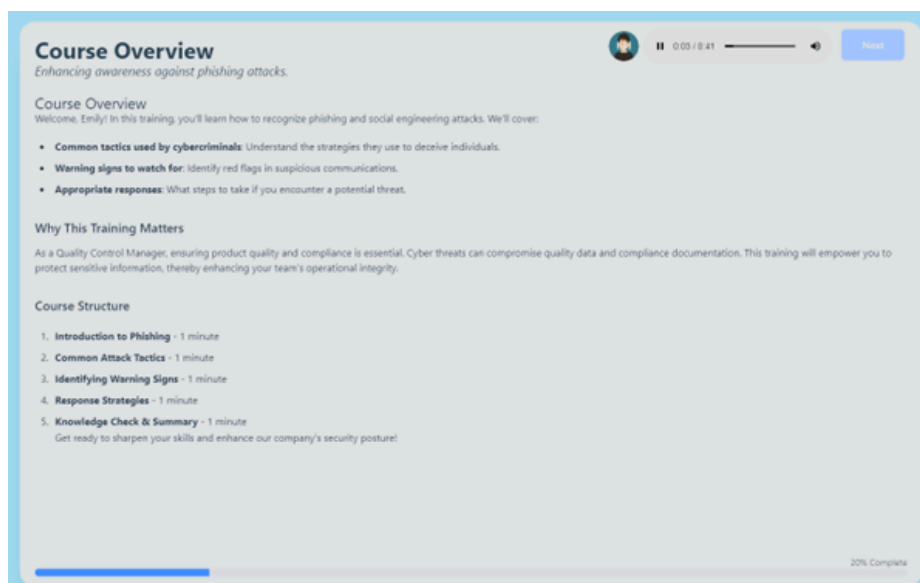 Course Overview
Enhancing awareness against phishing attacks.
0:03 / 0:41
Next
Course Overview
Welcome, Emily! In this training, you'll learn how to recognize phishing and social engineering attacks. We'll cover:
• Common tactics used by cybercriminals: Understand the strategies they use to deceive individuals.
• Warning signs to watch for: Identify red flags in suspicious communications.
• Appropriate responses: What steps to take if you encounter a potential threat.
Why This Training Matters
As a Quality Control Manager, ensuring product quality and compliance is essential. Cyber threats can compromise quality data and compliance documentation. This training will empower you to
protect sensitive information, thereby enhancing your team's operational integrity.
Course Structure
1. Introduction to Phishing - 1 minute
2. Common Attack Tactics - 1 minute
3. Identifying Warning Signs - 1 minute
4. Response Strategies - 1 minute
5. Knowledge Check & Summary - 1 minute
Get ready to sharpen your skills and enhance our company's security posture!
20% Complete